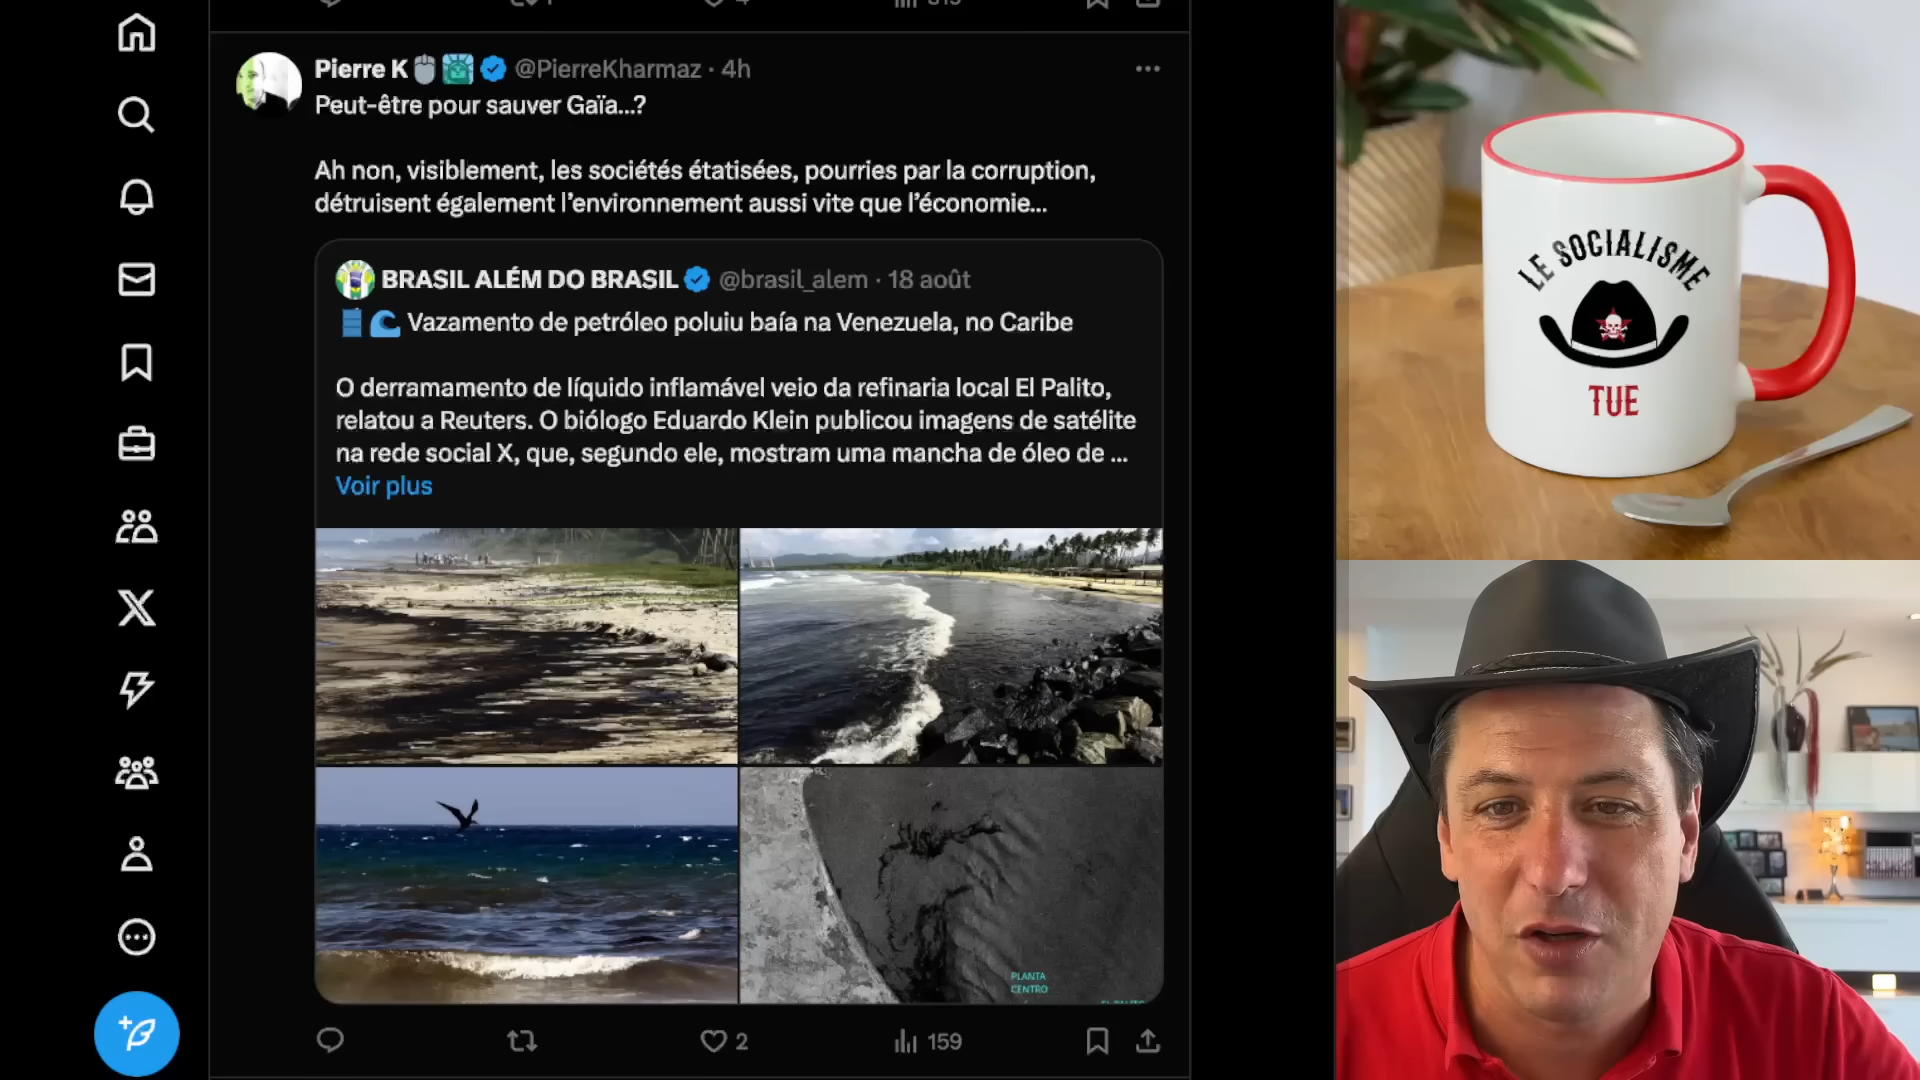 Pierre K @PierreKharmaz · 4h
Peut-être pour sauver Gaïa...?
Ah non, visiblement, les sociétés étatisées, pourries par la corruption,
détruisent également l'environnement aussi vite que l'économie...
BRASIL ALÉM DO BRASIL @brasil_alem · 18 août
Vazamento de petróleo poluiu baía na Venezuela, no Caribe
O derramamento de líquido inflamável veio da refinaria local El Palito,
relatou a Reuters. O biólogo Eduardo Klein publicou imagens de satélite
na rede social X, que, segundo ele, mostram uma mancha de óleo de ...
Voir plus
PLANTA
CENTRO
2
159
LE SOCIALISME
TUE